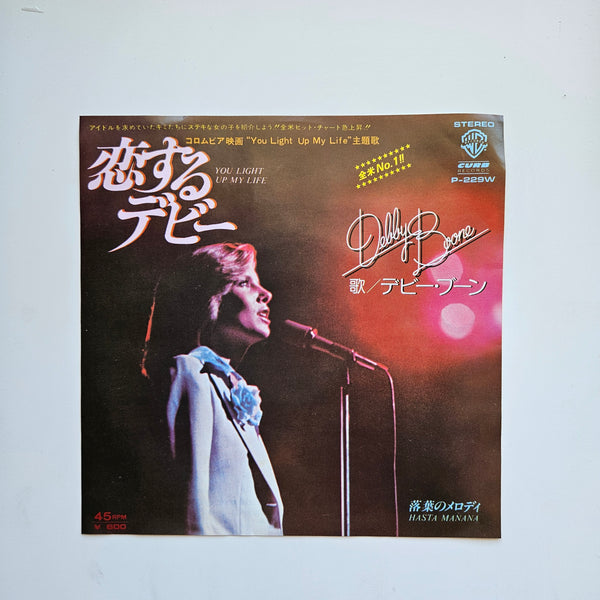 アイドルを求めていたキミたちにステキな女の子を紹介しよう!!全米ヒット・チャート急上昇!!
コロムビア映画 "You Light Up My Life" 主題歌
恋する
デビー
YOU LIGHT
UP MY LIFE
全米No.1!!
STEREO
CURB
RECORDS
P-229W
Debby Boone
歌/デビー・ブーン
45RPM
¥ 600
落葉のメロディ
HASTA MANANA